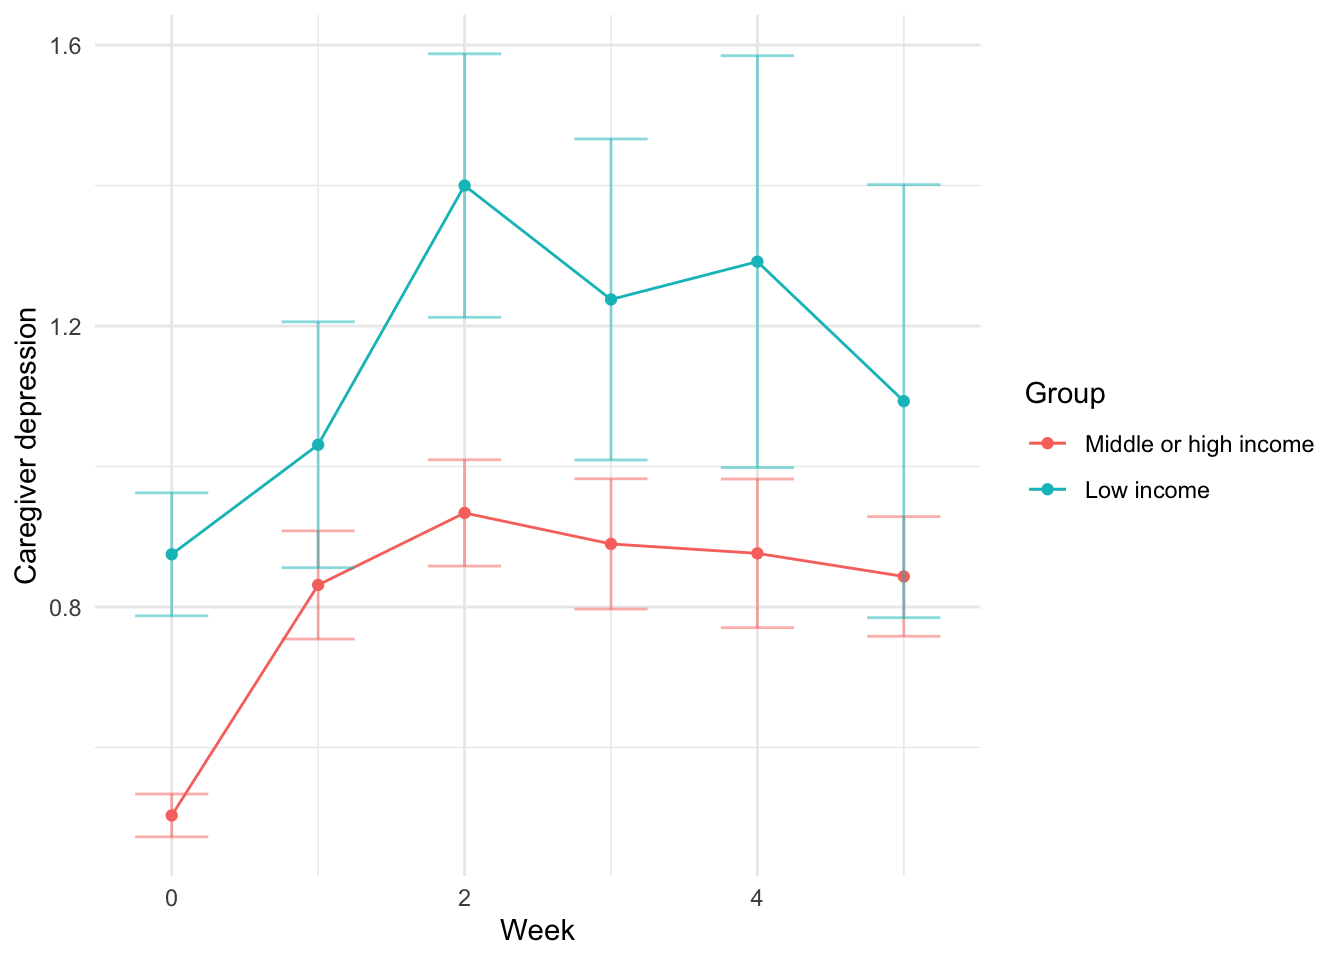 1.6
1.2
0.8
Caregiver depression
0
2
4
Week
Group
Middle or high income
Low income